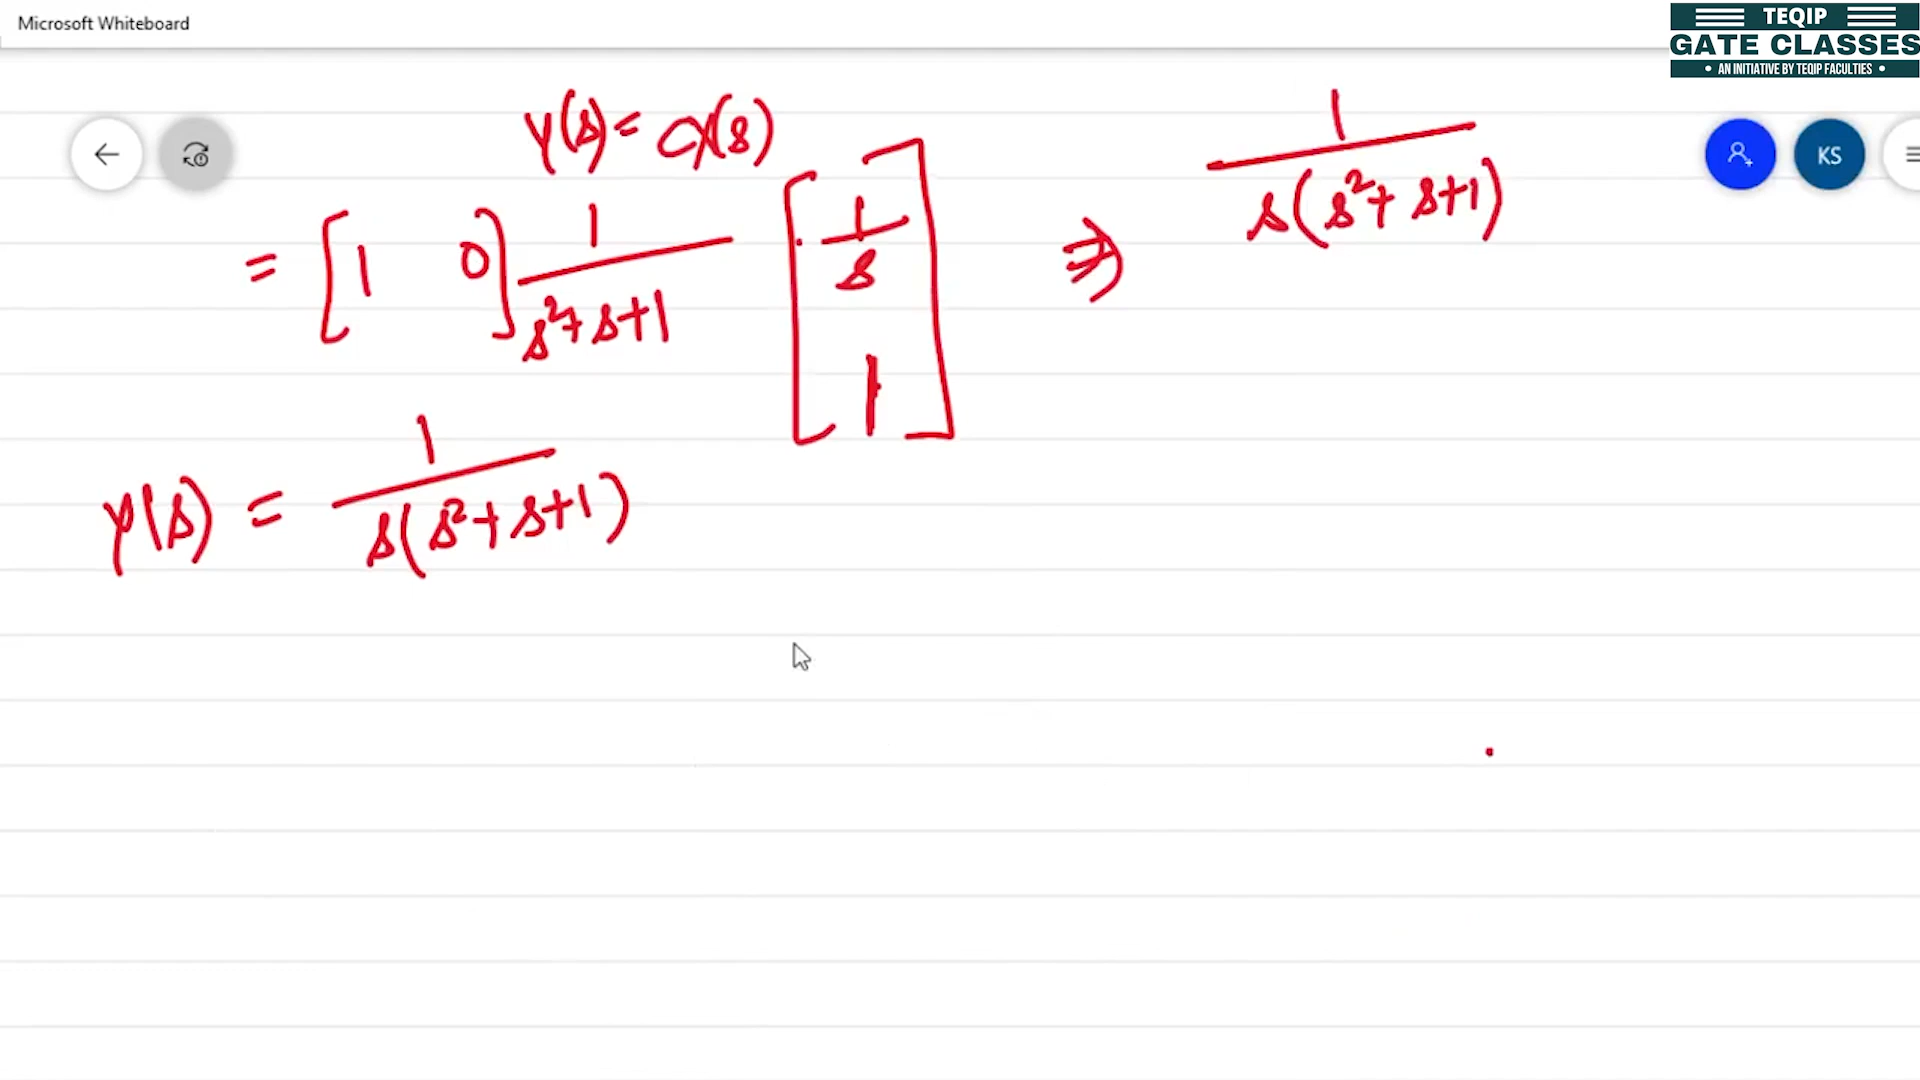 Microsoft Whiteboard
TEQIP
GATE CLASSES
• AN INITIATIVE BY TEQIP FACULTIES •
KS
Y(s) = CX(s)
= [1 0] 1/(s²+s+1) [1/s 1] ⇒ 1/(s(s²+s+1))
Y(s) = 1/(s(s²+s+1))